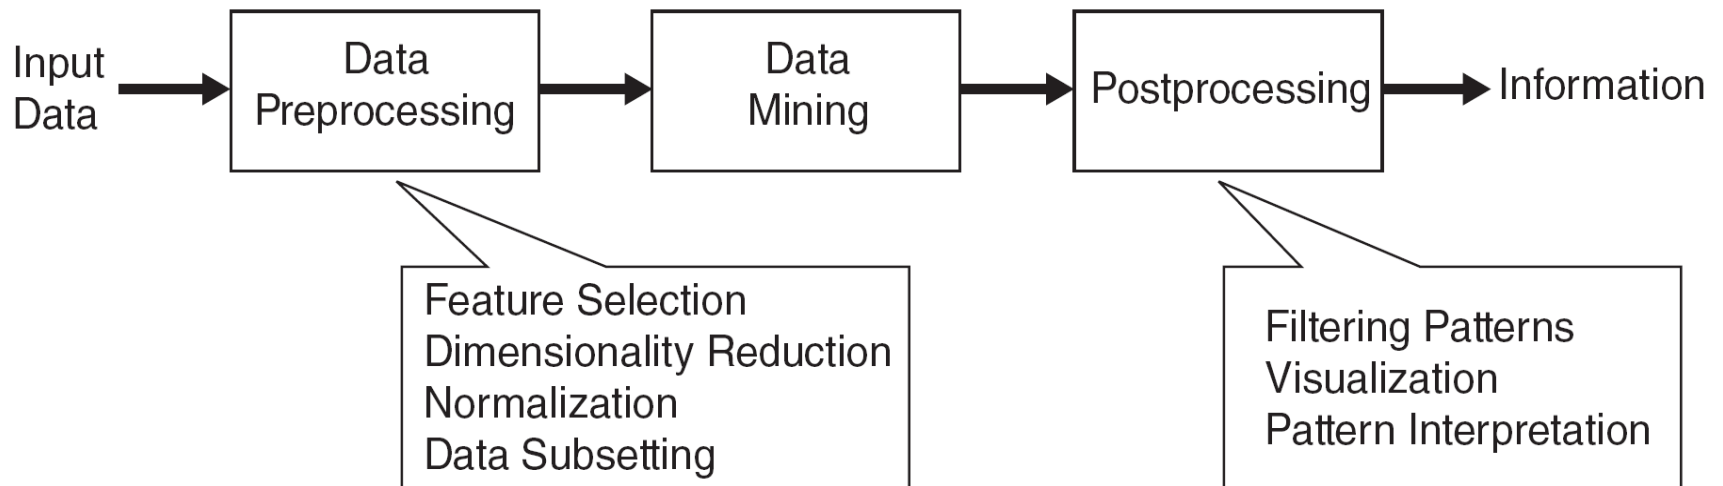 Input
Data
Data
Preprocessing
Data
Mining
Postprocessing
Information
Feature Selection
Dimensionality Reduction
Normalization
Data Subsetting
Filtering Patterns
Visualization
Pattern Interpretation